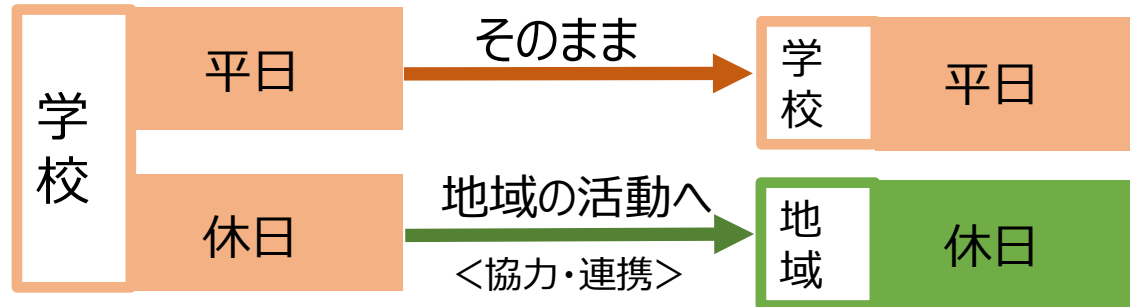 学校
平日
そのまま
学校
平日
休日
地域の活動へ
＜協力・連携＞
地域
休日